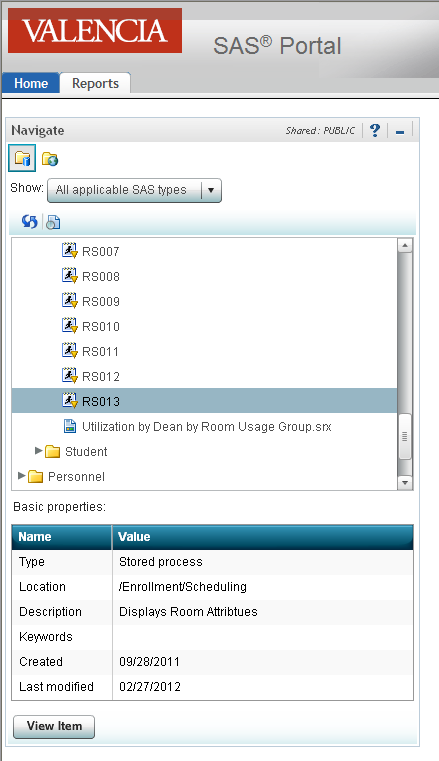 VALENCIA
SAS® Portal
Home Reports
Navigate Shared: PUBLIC ?
Show: All applicable SAS types
RS007
RS008
RS009
RS010
RS011
RS012
RS013
Utilization by Dean by Room Usage Group.srx
Student
Personnel
Basic properties:
Name Value
Type Stored process
Location /Enrollment/Scheduling
Description Displays Room Attribtues
Keywords
Created 09/28/2011
Last modified 02/27/2012
View Item